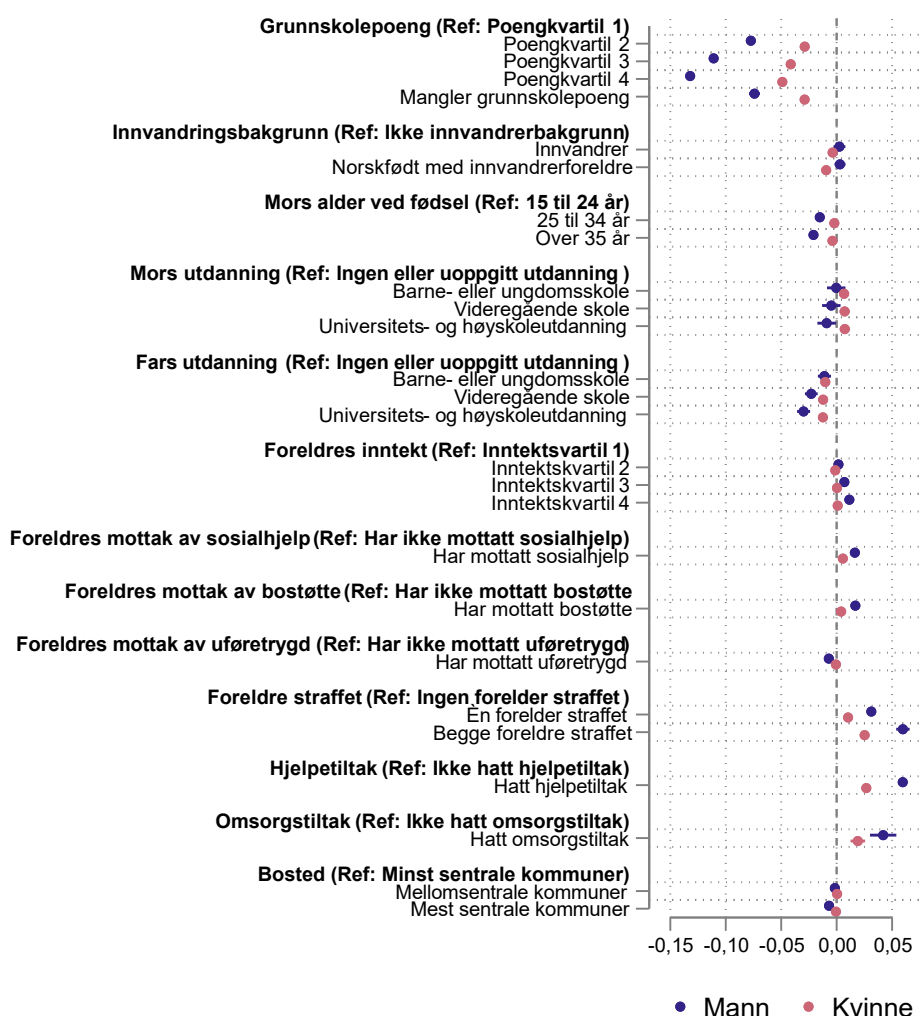 Grunnskolepoeng (Ref: Poengkvartil 1)
Poengkvartil 2
Poengkvartil 3
Poengkvartil 4
Mangler grunnskolepoeng
Innvandringsbakgrunn (Ref: Ikke innvandrerbakgrunn)
Innvandrer
Norskfødt med innvandrerforeldre
Mors alder ved fødsel (Ref: 15 til 24 år)
25 til 34 år
Over 35 år
Mors utdanning (Ref: Ingen eller uoppgitt utdanning )
Barne- eller ungdomsskole
Videregående skole
Universitets- og høyskoleutdanning
Fars utdanning (Ref: Ingen eller uoppgitt utdanning )
Barne- eller ungdomsskole
Videregående skole
Universitets- og høyskoleutdanning
Foreldres inntekt (Ref: Inntektsvartil 1)
Inntektskvartil 2
Inntektskvartil 3
Inntektskvartil 4
Foreldres mottak av sosialhjelp (Ref: Har ikke mottatt sosialhjelp)
Har mottatt sosialhjelp
Foreldres mottak av bostøtte (Ref: Har ikke mottatt bostøtte
Har mottatt bostøtte
Foreldres mottak av uføretrygd (Ref: Har ikke mottatt uføretrygd)
Har mottatt uføretrygd
Foreldre straffet (Ref: Ingen forelder straffet )
Èn forelder straffet
Begge foreldre straffet
Hjelpetiltak (Ref: Ikke hatt hjelpetiltak)
Hatt hjelpetiltak
Omsorgstiltak (Ref: Ikke hatt omsorgstiltak)
Hatt omsorgstiltak
Bosted (Ref: Minst sentrale kommuner)
Mellomsentrale kommuner
Mest sentrale kommuner
-0,15 -0,10 -0,05 0,00 0,05
Mann Kvinne